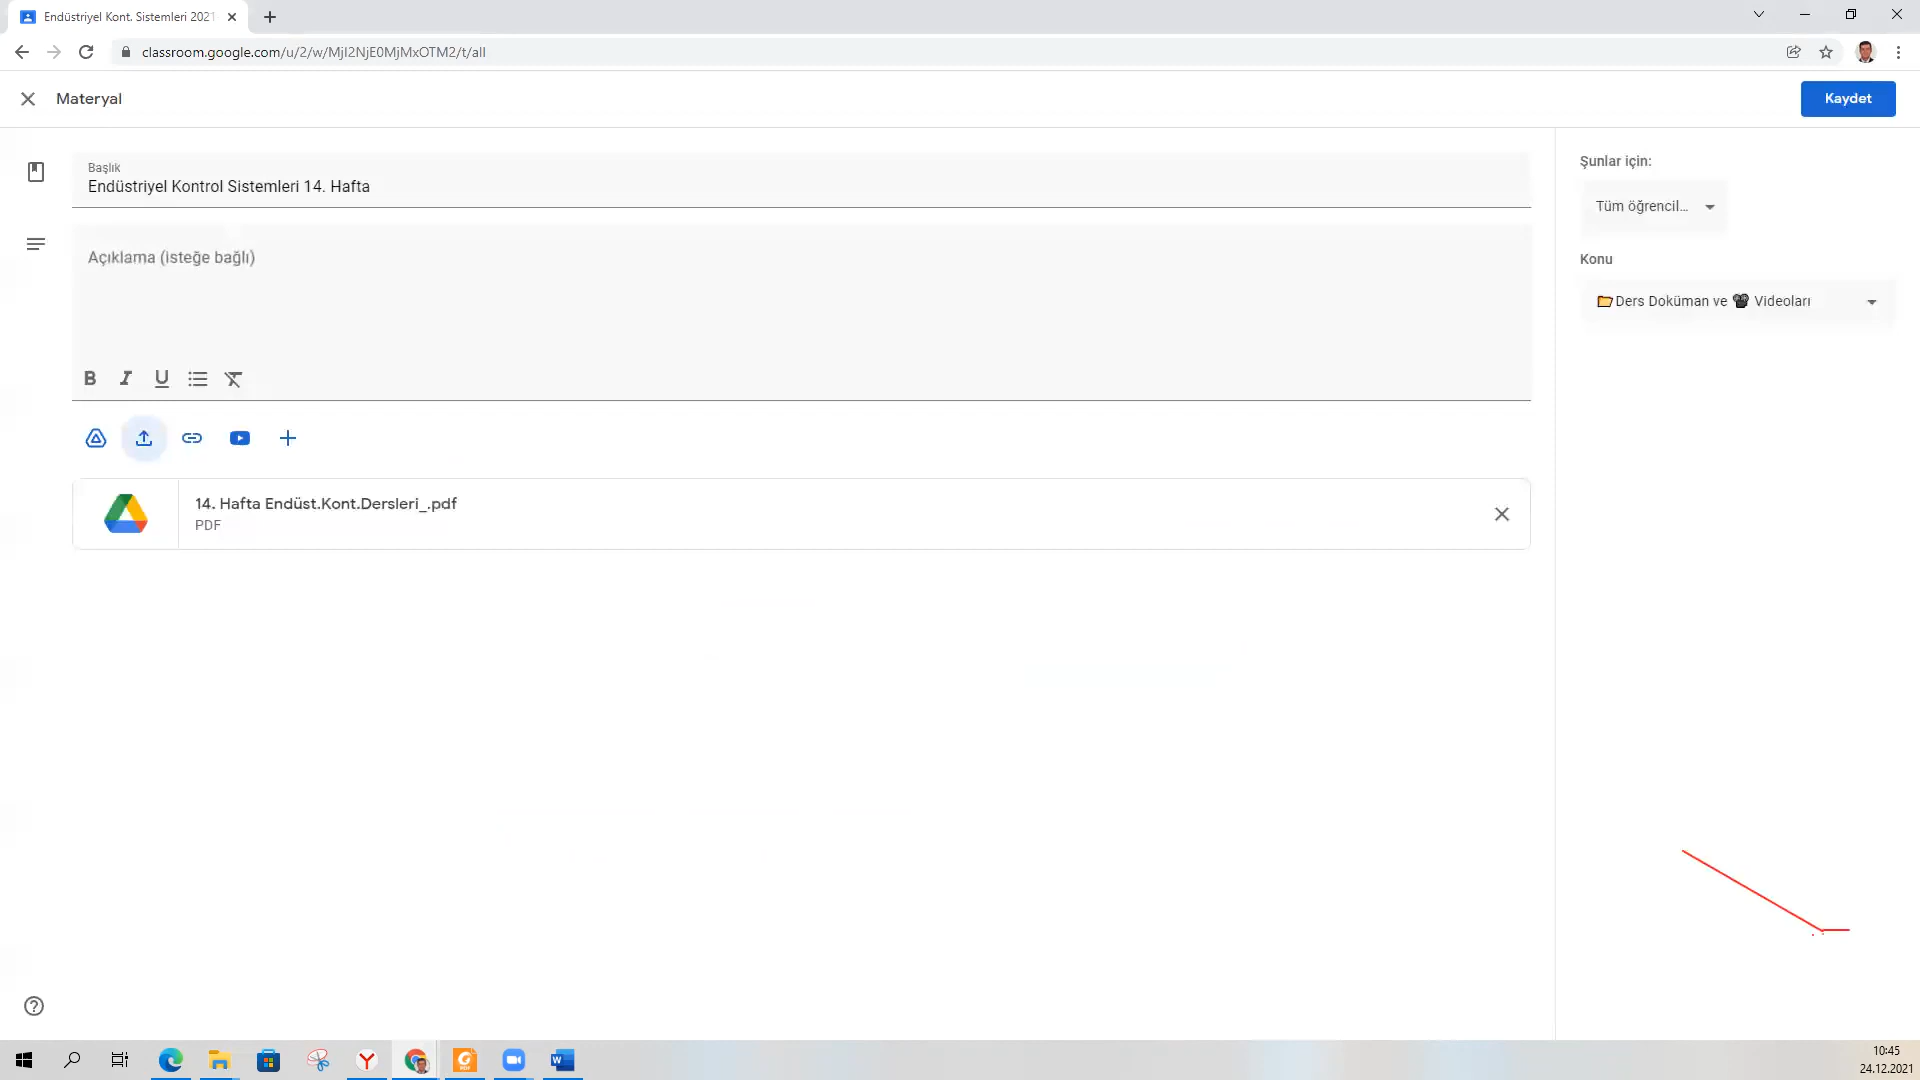 Endüstriyel Kont. Sistemleri 2021
classroom.google.com/u/2/w/MjI2NjE0MjMxOTM2/t/all
Materyal
Kaydet
Başlık
Endüstriyel Kontrol Sistemleri 14. Hafta
Açıklama (isteğe bağlı)
14. Hafta Endüst.Kont.Dersleri_.pdf
PDF
Şunlar için:
Tüm öğrencil...
Konu
Ders Doküman ve Videoları
10:45
24.12.2021